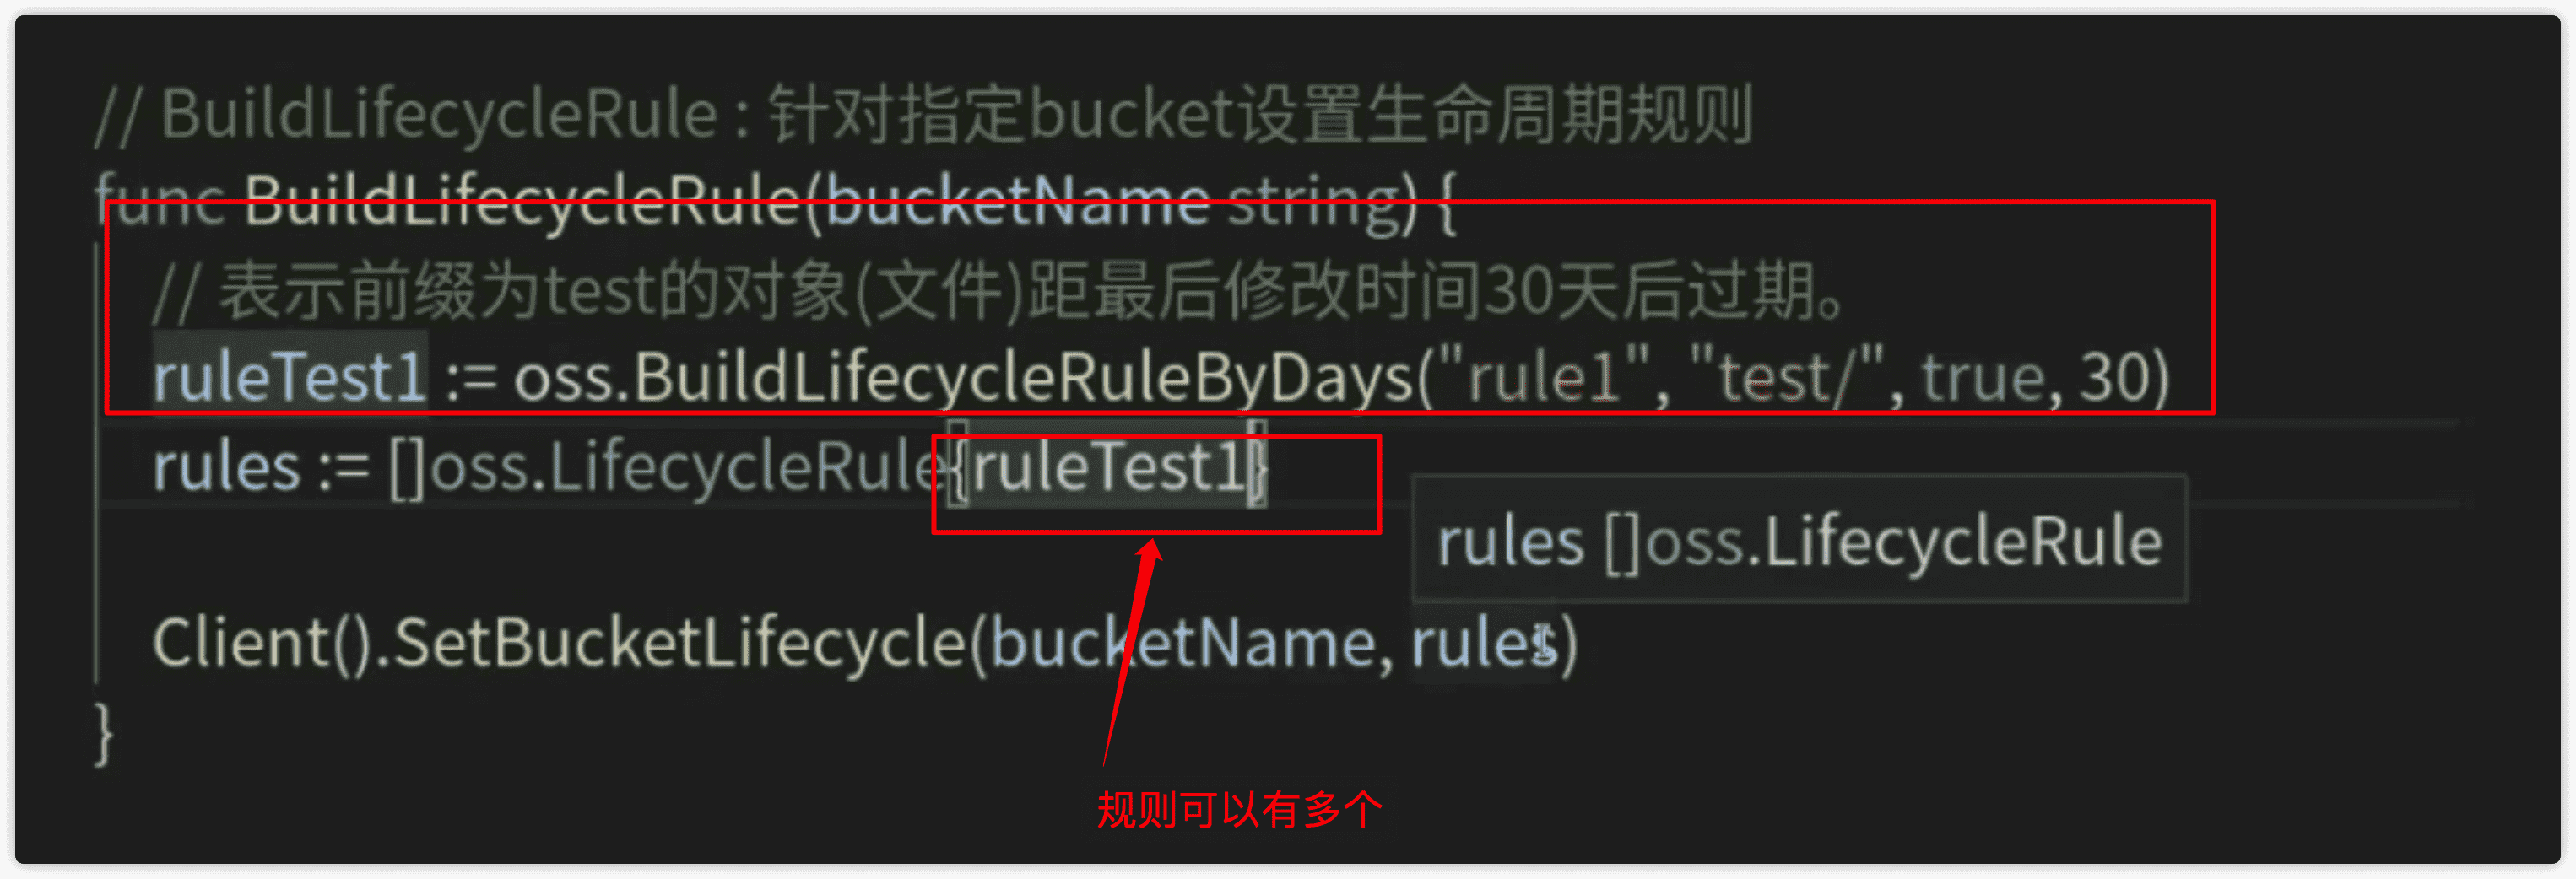 // BuildLifecycleRule : 针对指定bucket设置生命周期规则
func BuildLifecycleRule(bucketName string) {
// 表示前缀为test的对象(文件)距最后修改时间30天后过期。
ruleTest1 := oss.BuildLifecycleRuleByDays("rule1", "test/", true, 30)
rules := []oss.LifecycleRule{ruleTest1}
rules []oss.LifecycleRule
Client().SetBucketLifecycle(bucketName, rules)
}
规则可以有多个